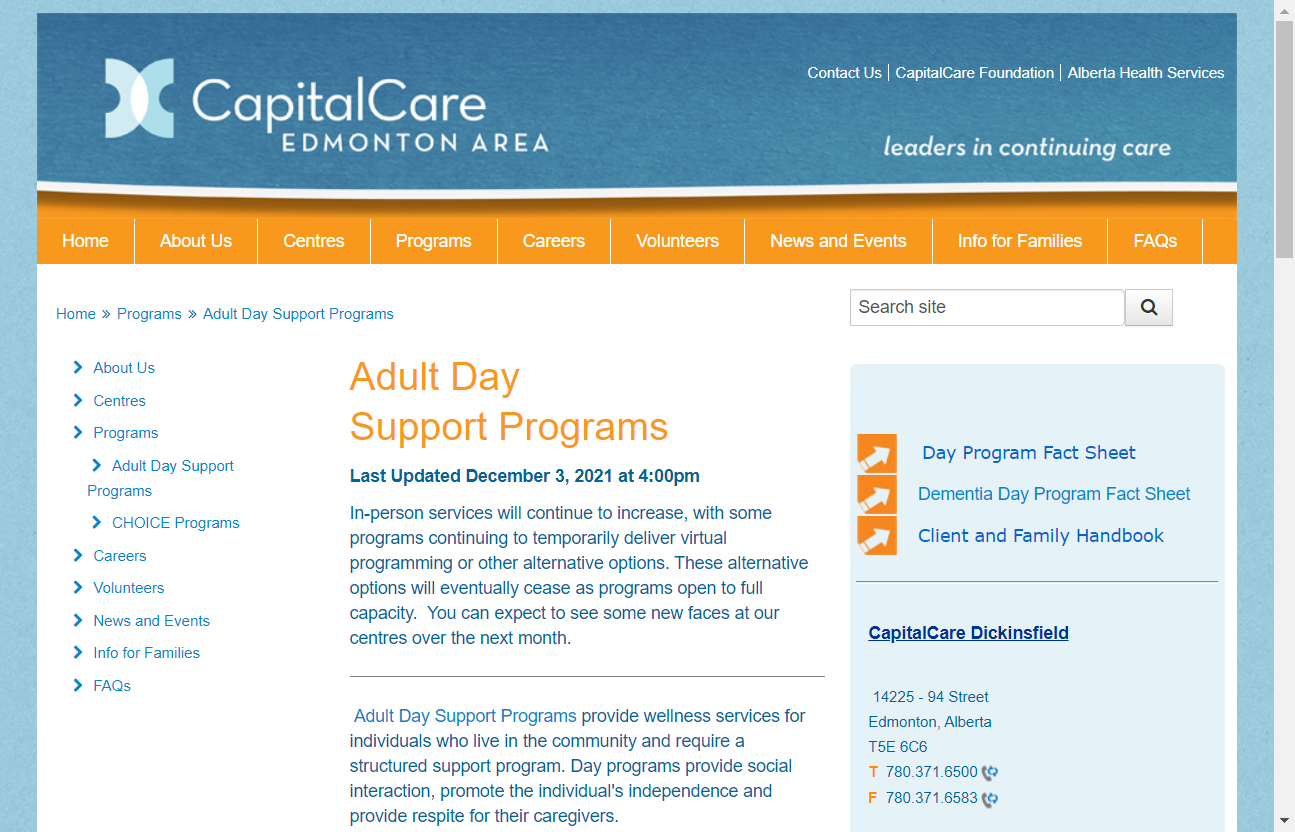 CapitalCare
EDMONTON AREA
Contact Us | CapitalCare Foundation | Alberta Health Services
leaders in continuing care
Home
About Us
Centres
Programs
Careers
Volunteers
News and Events
Info for Families
FAQs
Home » Programs » Adult Day Support Programs
Search site
About Us
Centres
Programs
Adult Day Support
Programs
CHOICE Programs
Careers
Volunteers
News and Events
Info for Families
FAQs
Adult Day
Support Programs
Last Updated December 3, 2021 at 4:00pm
In-person services will continue to increase, with some
programs continuing to temporarily deliver virtual
programming or other alternative options. These alternative
options will eventually cease as programs open to full
capacity.  You can expect to see some new faces at our
centres over the next month.
Adult Day Support Programs provide wellness services for
individuals who live in the community and require a
structured support program. Day programs provide social
interaction, promote the individual's independence and
provide respite for their caregivers.
Day Program Fact Sheet
Dementia Day Program Fact Sheet
Client and Family Handbook
CapitalCare Dickinsfield
14225 - 94 Street
Edmonton, Alberta
T5E 6C6
T 780.371.6500
F 780.371.6583